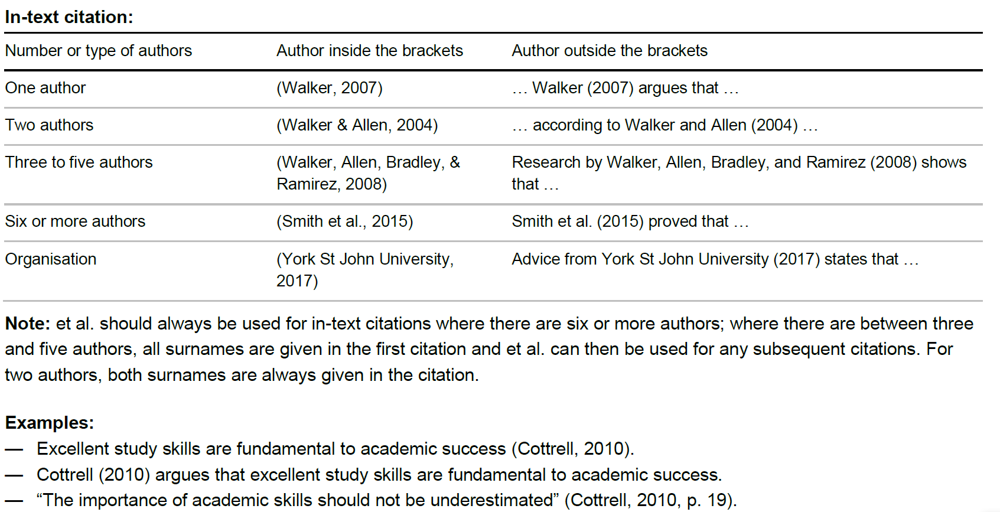 In-text citation:
Number or type of authors Author inside the brackets Author outside the brackets
One author (Walker, 2007) … Walker (2007) argues that …
Two authors (Walker & Allen, 2004) … according to Walker and Allen (2004) …
Three to five authors (Walker, Allen, Bradley, & Research by Walker, Allen, Bradley, and Ramirez (2008) shows
Ramirez, 2008) that …
Six or more authors (Smith et al., 2015) Smith et al. (2015) proved that …
Organisation (York St John University, Advice from York St John University (2017) states that …
2017)
Note: et al. should always be used for in-text citations where there are six or more authors; where there are between three
and five authors, all surnames are given in the first citation and et al. can then be used for any subsequent citations. For
two authors, both surnames are always given in the citation.
Examples:
— Excellent study skills are fundamental to academic success (Cottrell, 2010).
— Cottrell (2010) argues that excellent study skills are fundamental to academic success.
— “The importance of academic skills should not be underestimated” (Cottrell, 2010, p. 19).